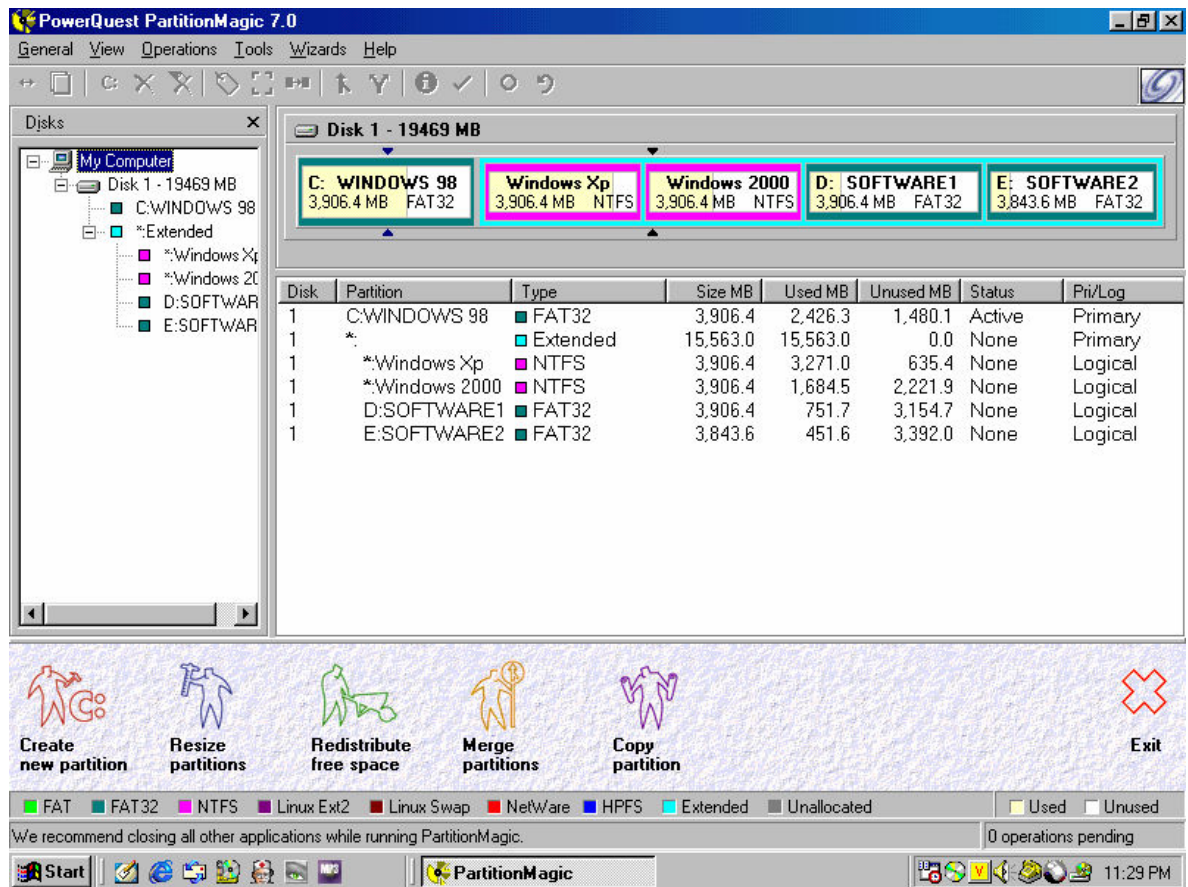 PowerQuest PartitionMagic 7.0
General View Operations Tools Wizards Help
Disks
My Computer
Disk 1 - 19469 MB
C:WINDOWS 98
*:Extended
*:Windows Xp
*:Windows 20
D:SOFTWAR
E:SOFTWAR
Disk 1 - 19469 MB
C: WINDOWS 98
3,906.4 MB FAT32
Windows Xp
3,906.4 MB NTFS
Windows 2000
3,906.4 MB NTFS
D: SOFTWARE1
3,906.4 MB FAT32
E: SOFTWARE2
3,843.6 MB FAT32
Disk Partition Type Size MB Used MB Unused MB Status Pri/Log
1 C:WINDOWS 98 FAT32 3,906.4 2,426.3 1,480.1 Active Primary
1 *: Extended 15,563.0 15,563.0 0.0 None Primary
1 *:Windows Xp NTFS 3,906.4 3,271.0 635.4 None Logical
1 *:Windows 2000 NTFS 3,906.4 1,684.5 2,221.9 None Logical
1 D:SOFTWARE1 FAT32 3,906.4 751.7 3,154.7 None Logical
1 E:SOFTWARE2 FAT32 3,843.6 451.6 3,392.0 None Logical
C:
Create
new partition
Resize
partitions
Redistribute
free space
Merge
partitions
Copy
partition
Exit
FAT FAT32 NTFS Linux Ext2 Linux Swap NetWare HPFS Extended Unallocated Used Unused
We recommend closing all other applications while running PartitionMagic. 0 operations pending
Start PartitionMagic 11:29 PM